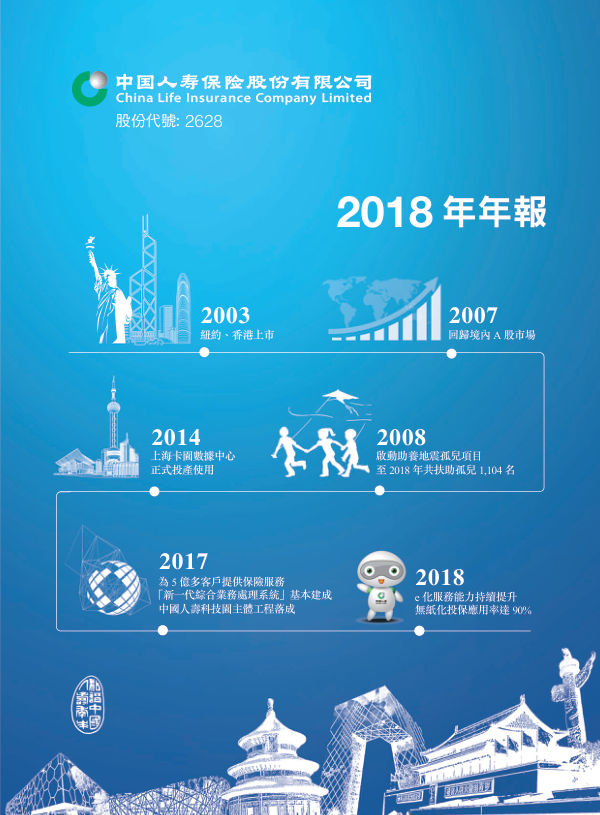 中国人寿保险股份有限公司
China Life Insurance Company Limited
股份代號: 2628
2018 年年報
2003
紐約、香港上市
2007
回歸境內 A 股市場
2014
上海卡園數據中心
正式投產使用
2008
啟動助養地震孤兒項目
至 2018 年共扶助孤兒 1,104 名
2017
為 5 億多客戶提供保險服務
「新一代綜合業務處理系統」基本建成
中國人壽科技園主體工程落成
2018
e 化服務能力持續提升
無紙化投保應用率達 90%